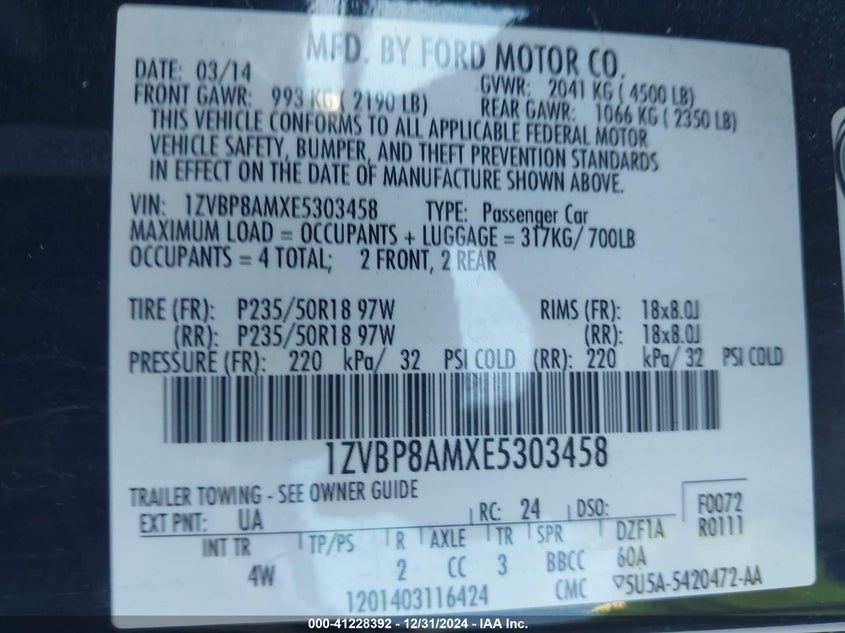 MFD. BY FORD MOTOR CO.
DATE: 03/14 GVWR: 2041 KG ( 4500 LB)
FRONT GAWR: 993 KG ( 2190 LB) REAR GAWR: 1066 KG ( 2350 LB)
THIS VEHICLE CONFORMS TO ALL APPLICABLE FEDERAL MOTOR
VEHICLE SAFETY, BUMPER, AND THEFT PREVENTION STANDARDS
IN EFFECT ON THE DATE OF MANUFACTURE SHOWN ABOVE.
VIN: 1ZVBP8AMXE5303458 TYPE: Passenger Car
MAXIMUM LOAD = OCCUPANTS + LUGGAGE = 317KG/ 700LB
OCCUPANTS = 4 TOTAL; 2 FRONT, 2 REAR
TIRE (FR): P235/50R18 97W RIMS (FR): 18x8.0J
(RR): P235/50R18 97W (RR): 18x8.0J
PRESSURE (FR): 220 kPa/ 32 PSI COLD (RR): 220 kPa/ 32 PSI COLD
1ZVBP8AMXE5303458
TRAILER TOWING - SEE OWNER GUIDE
EXT PNT: UA RC: 24 DSO: F0072
R0111
INT TR TP/PS R AXLE TR SPR DZF1A
4W 2 CC 3 BBCC 60A
1201403116424 CMC ▽5U5A-5420472-AA
000-41228392 - 12/31/2024 - IAA Inc.